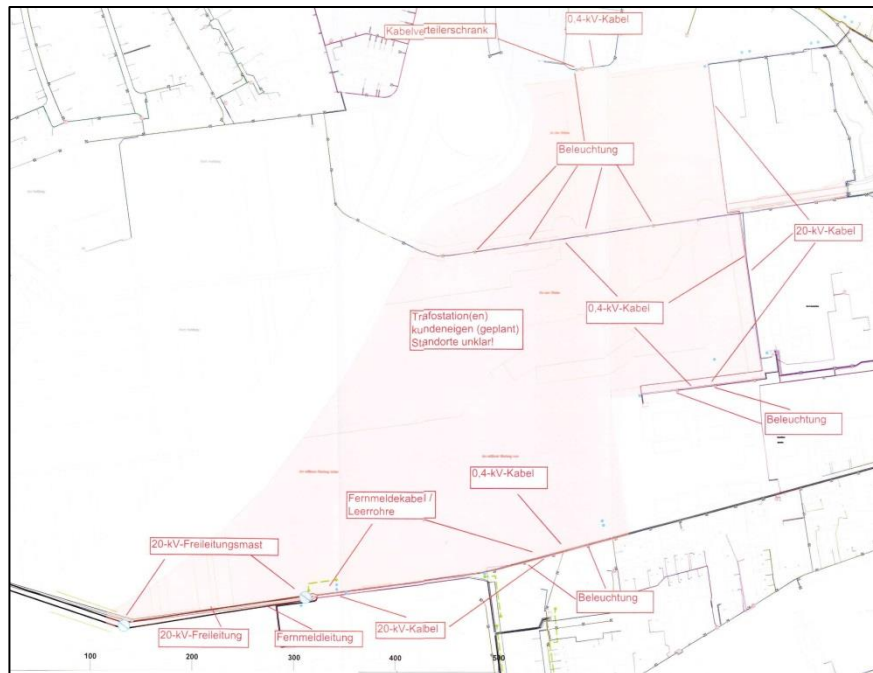 0,4-kV-Kabel
Kabelverteilerschrank
Beleuchtung
20-kV-Kabel
0,4-kV-Kabel
Trafostation(en)
kundeneigen (geplant)
Standorte unklar!
Beleuchtung
0,4-kV-Kabel
Fernmeldekabel /
Leerrohre
20-kV-Freileitungsmast
Beleuchtung
20-kV-Freileitung
Fernmeldleitung
20-kV-Kabel
100
200
300
400
500